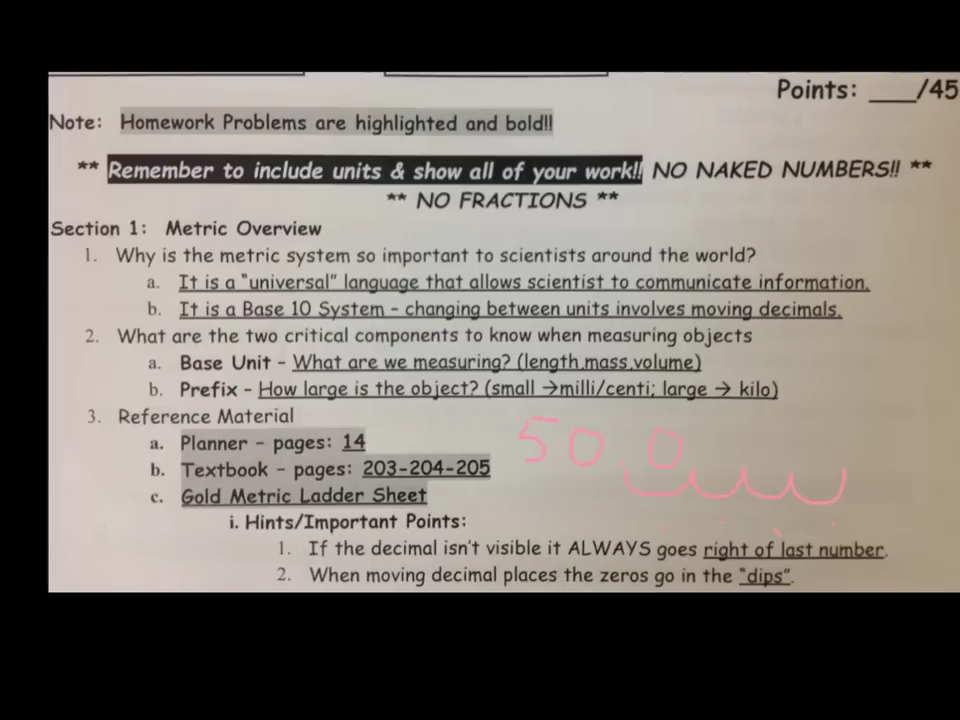 Points: ___/45
Note: Homework Problems are highlighted and bold!!
** Remember to include units & show all of your work!! NO NAKED NUMBERS!! **
** NO FRACTIONS **
Section 1: Metric Overview
1. Why is the metric system so important to scientists around the world?
a. It is a "universal" language that allows scientist to communicate information.
b. It is a Base 10 System – changing between units involves moving decimals.
2. What are the two critical components to know when measuring objects
a. Base Unit – What are we measuring? (length,mass,volume)
b. Prefix – How large is the object? (small →milli/centi; large → kilo)
3. Reference Material
a. Planner – pages: 14
b. Textbook – pages: 203-204-205
c. Gold Metric Ladder Sheet
50 0
i. Hints/Important Points:
1. If the decimal isn't visible it ALWAYS goes right of last number.
2. When moving decimal places the zeros go in the "dips".